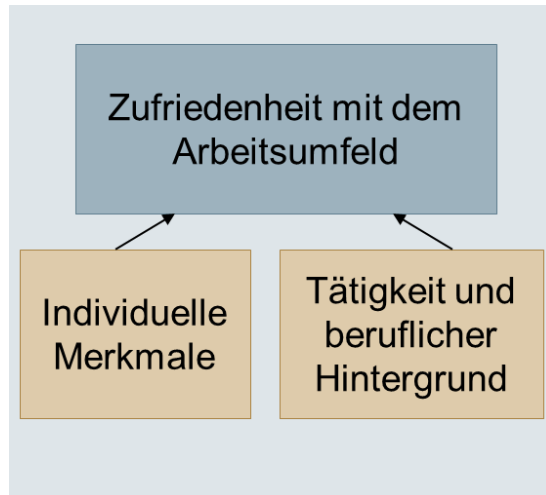 Zufriedenheit mit dem
Arbeitsumfeld
Individuelle
Merkmale
Tätigkeit und
beruflicher
Hintergrund